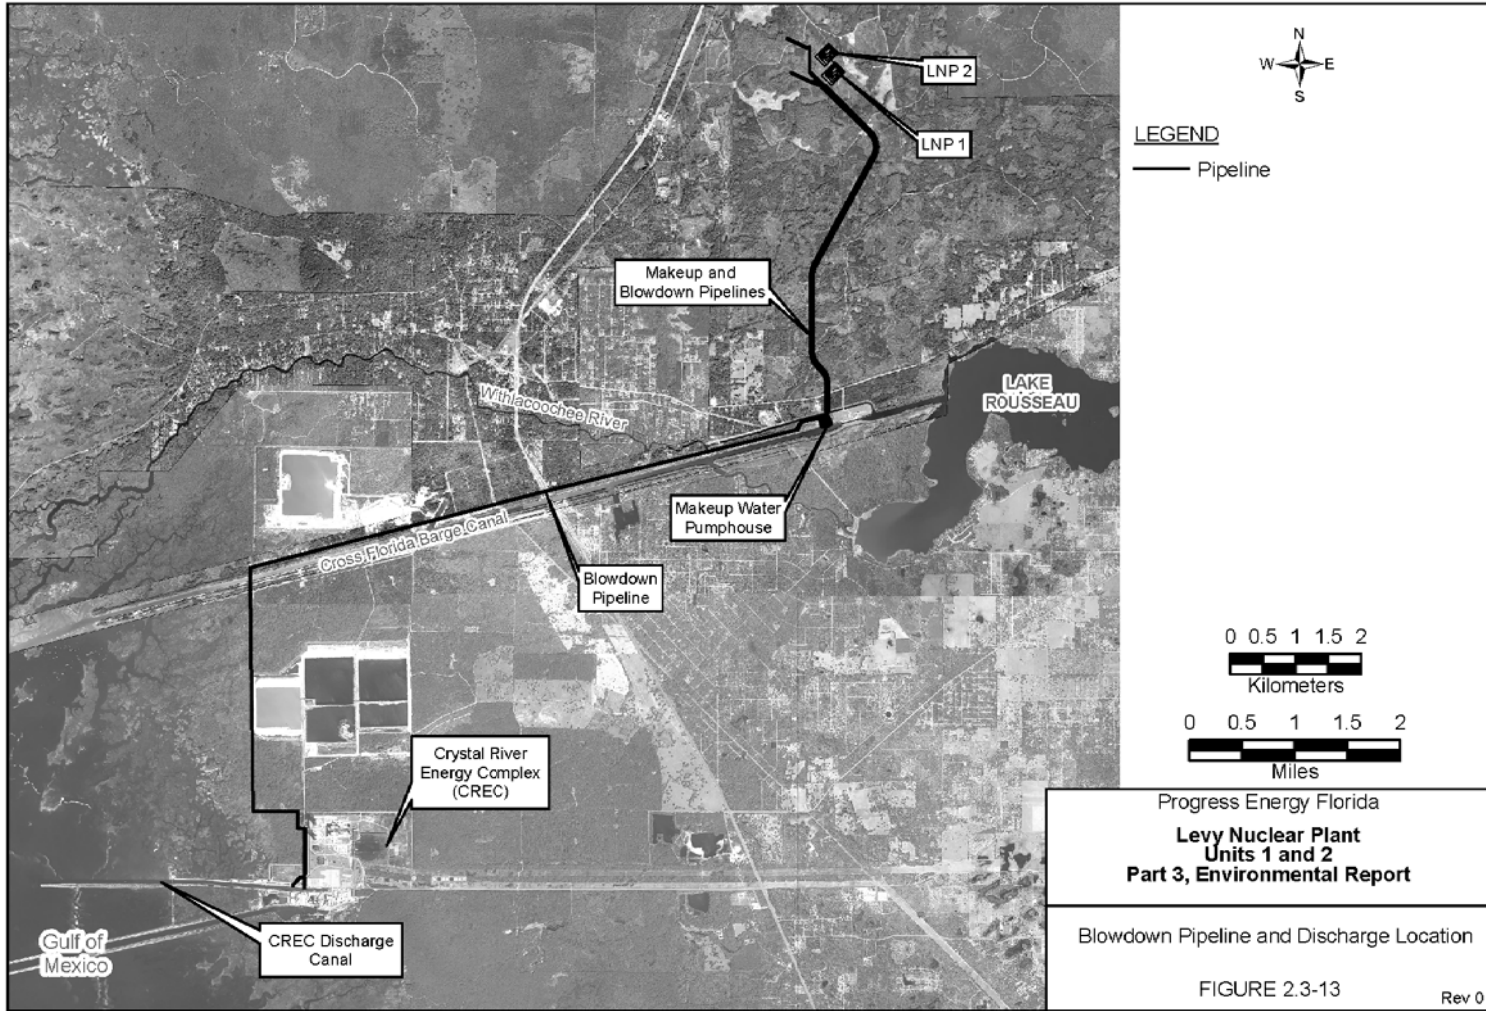 LNP 2
LNP 1
Makeup and
Blowdown Pipelines
Withlacoochee River
LAKE
ROUSSEAU
Makeup Water
Pumphouse
Cross Florida Barge Canal
Blowdown
Pipeline
Crystal River
Energy Complex
(CREC)
CREC Discharge
Canal
Gulf of
Mexico
N
W E
S
LEGEND
Pipeline
0 0.5 1 1.5 2
Kilometers
0 0.5 1 1.5 2
Miles
Progress Energy Florida
Levy Nuclear Plant
Units 1 and 2
Part 3, Environmental Report
Blowdown Pipeline and Discharge Location
FIGURE 2.3-13
Rev 0